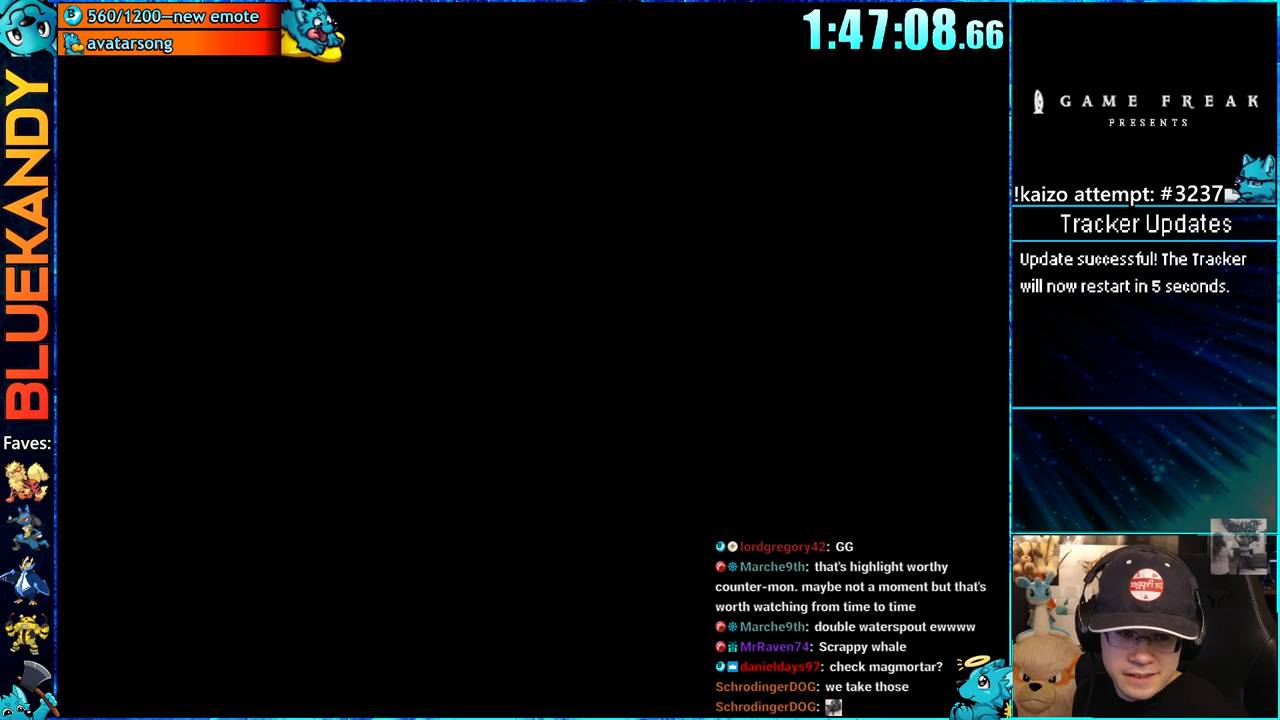 560/1200—new emote
avatarsong
1:47:08.66
BLUEKANDY
Faves:
GAME FREAK
PRESENTS
!kaizo attempt: #3237
Tracker Updates
Update successful! The Tracker
will now restart in 5 seconds.
lordgregory42: GG
Marche9th: that's highlight worthy
counter-mon. maybe not a moment but that's
worth watching from time to time
Marche9th: double waterspout ewwww
MrRaven74: Scrappy whale
danieldays97: check magmortar?
SchrodingerDOG: we take those
SchrodingerDOG: